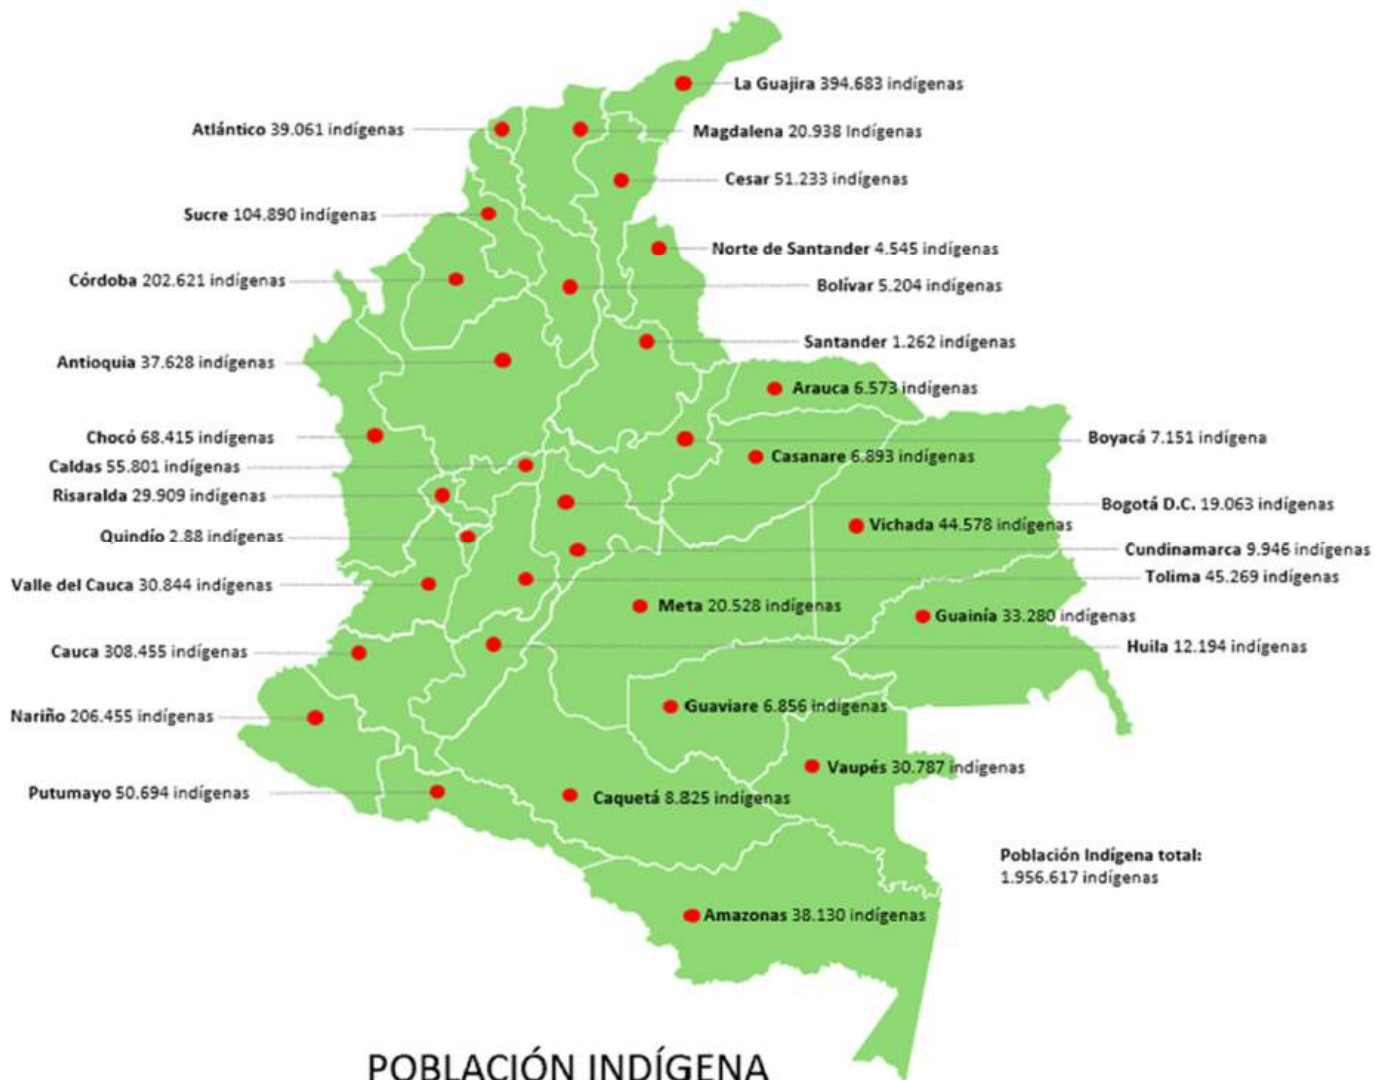 La Guajira 394.683 indígenas
Atlántico 39.061 indígenas
Magdalena 20.938 Indígenas
Cesar 51.233 indígenas
Sucre 104.890 indígenas
Norte de Santander 4.545 indígenas
Córdoba 202.621 indígenas
Bolívar 5.204 indígenas
Santander 1.262 indígenas
Antioquia 37.628 indígenas
Arauca 6.573 indígenas
Chocó 68.415 indígenas
Boyacá 7.151 indígena
Casanare 6.893 indígenas
Caldas 55.801 indígenas
Risaralda 29.909 indígenas
Bogotá D.C. 19.063 indígenas
Vichada 44.578 indígenas
Quindío 2.88 indígenas
Cundinamarca 9.946 indígenas
Tolima 45.269 indígenas
Valle del Cauca 30.844 indígenas
Meta 20.528 indígenas
Guainía 33.280 indígenas
Huila 12.194 indígenas
Cauca 308.455 indígenas
Guaviare 6.856 indígenas
Nariño 206.455 indígenas
Vaupés 30.787 indígenas
Putumayo 50.694 indígenas
Caquetá 8.825 indígenas
Población Indígena total:
1.956.617 indígenas
Amazonas 38.130 indígenas
POBLACIÓN INDÍGENA